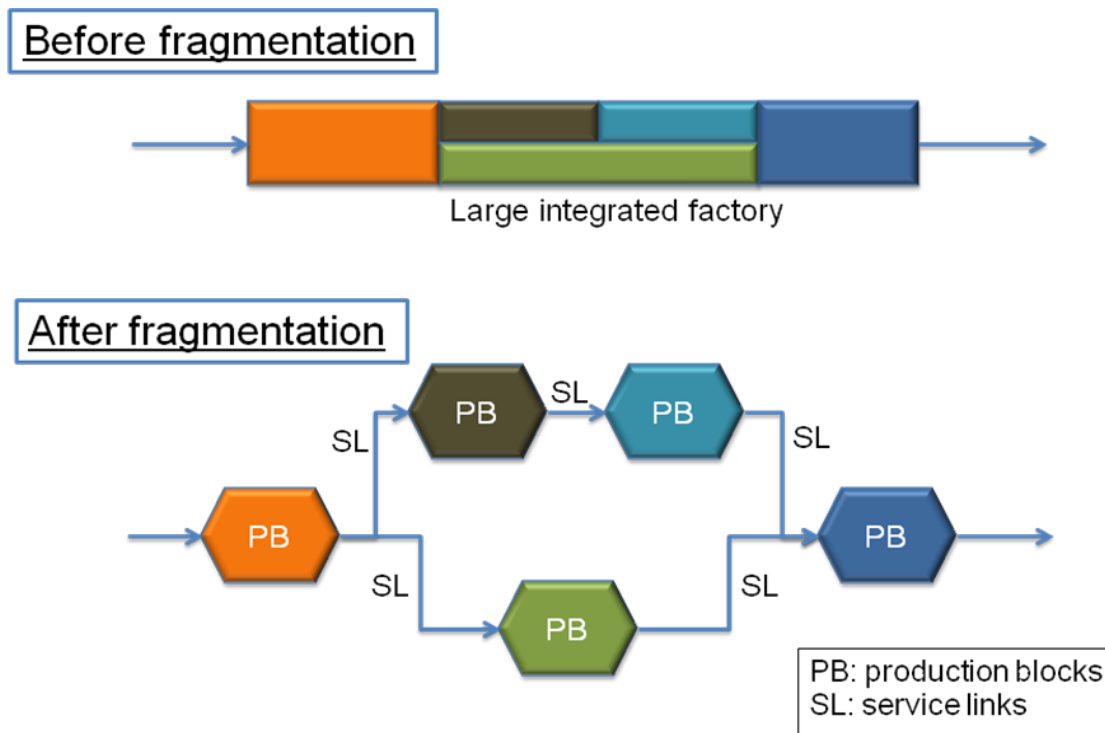 Before fragmentation
Large integrated factory
After fragmentation
PB
SL
PB
SL
SL
PB
PB
SL
PB
SL
PB: production blocks
SL: service links